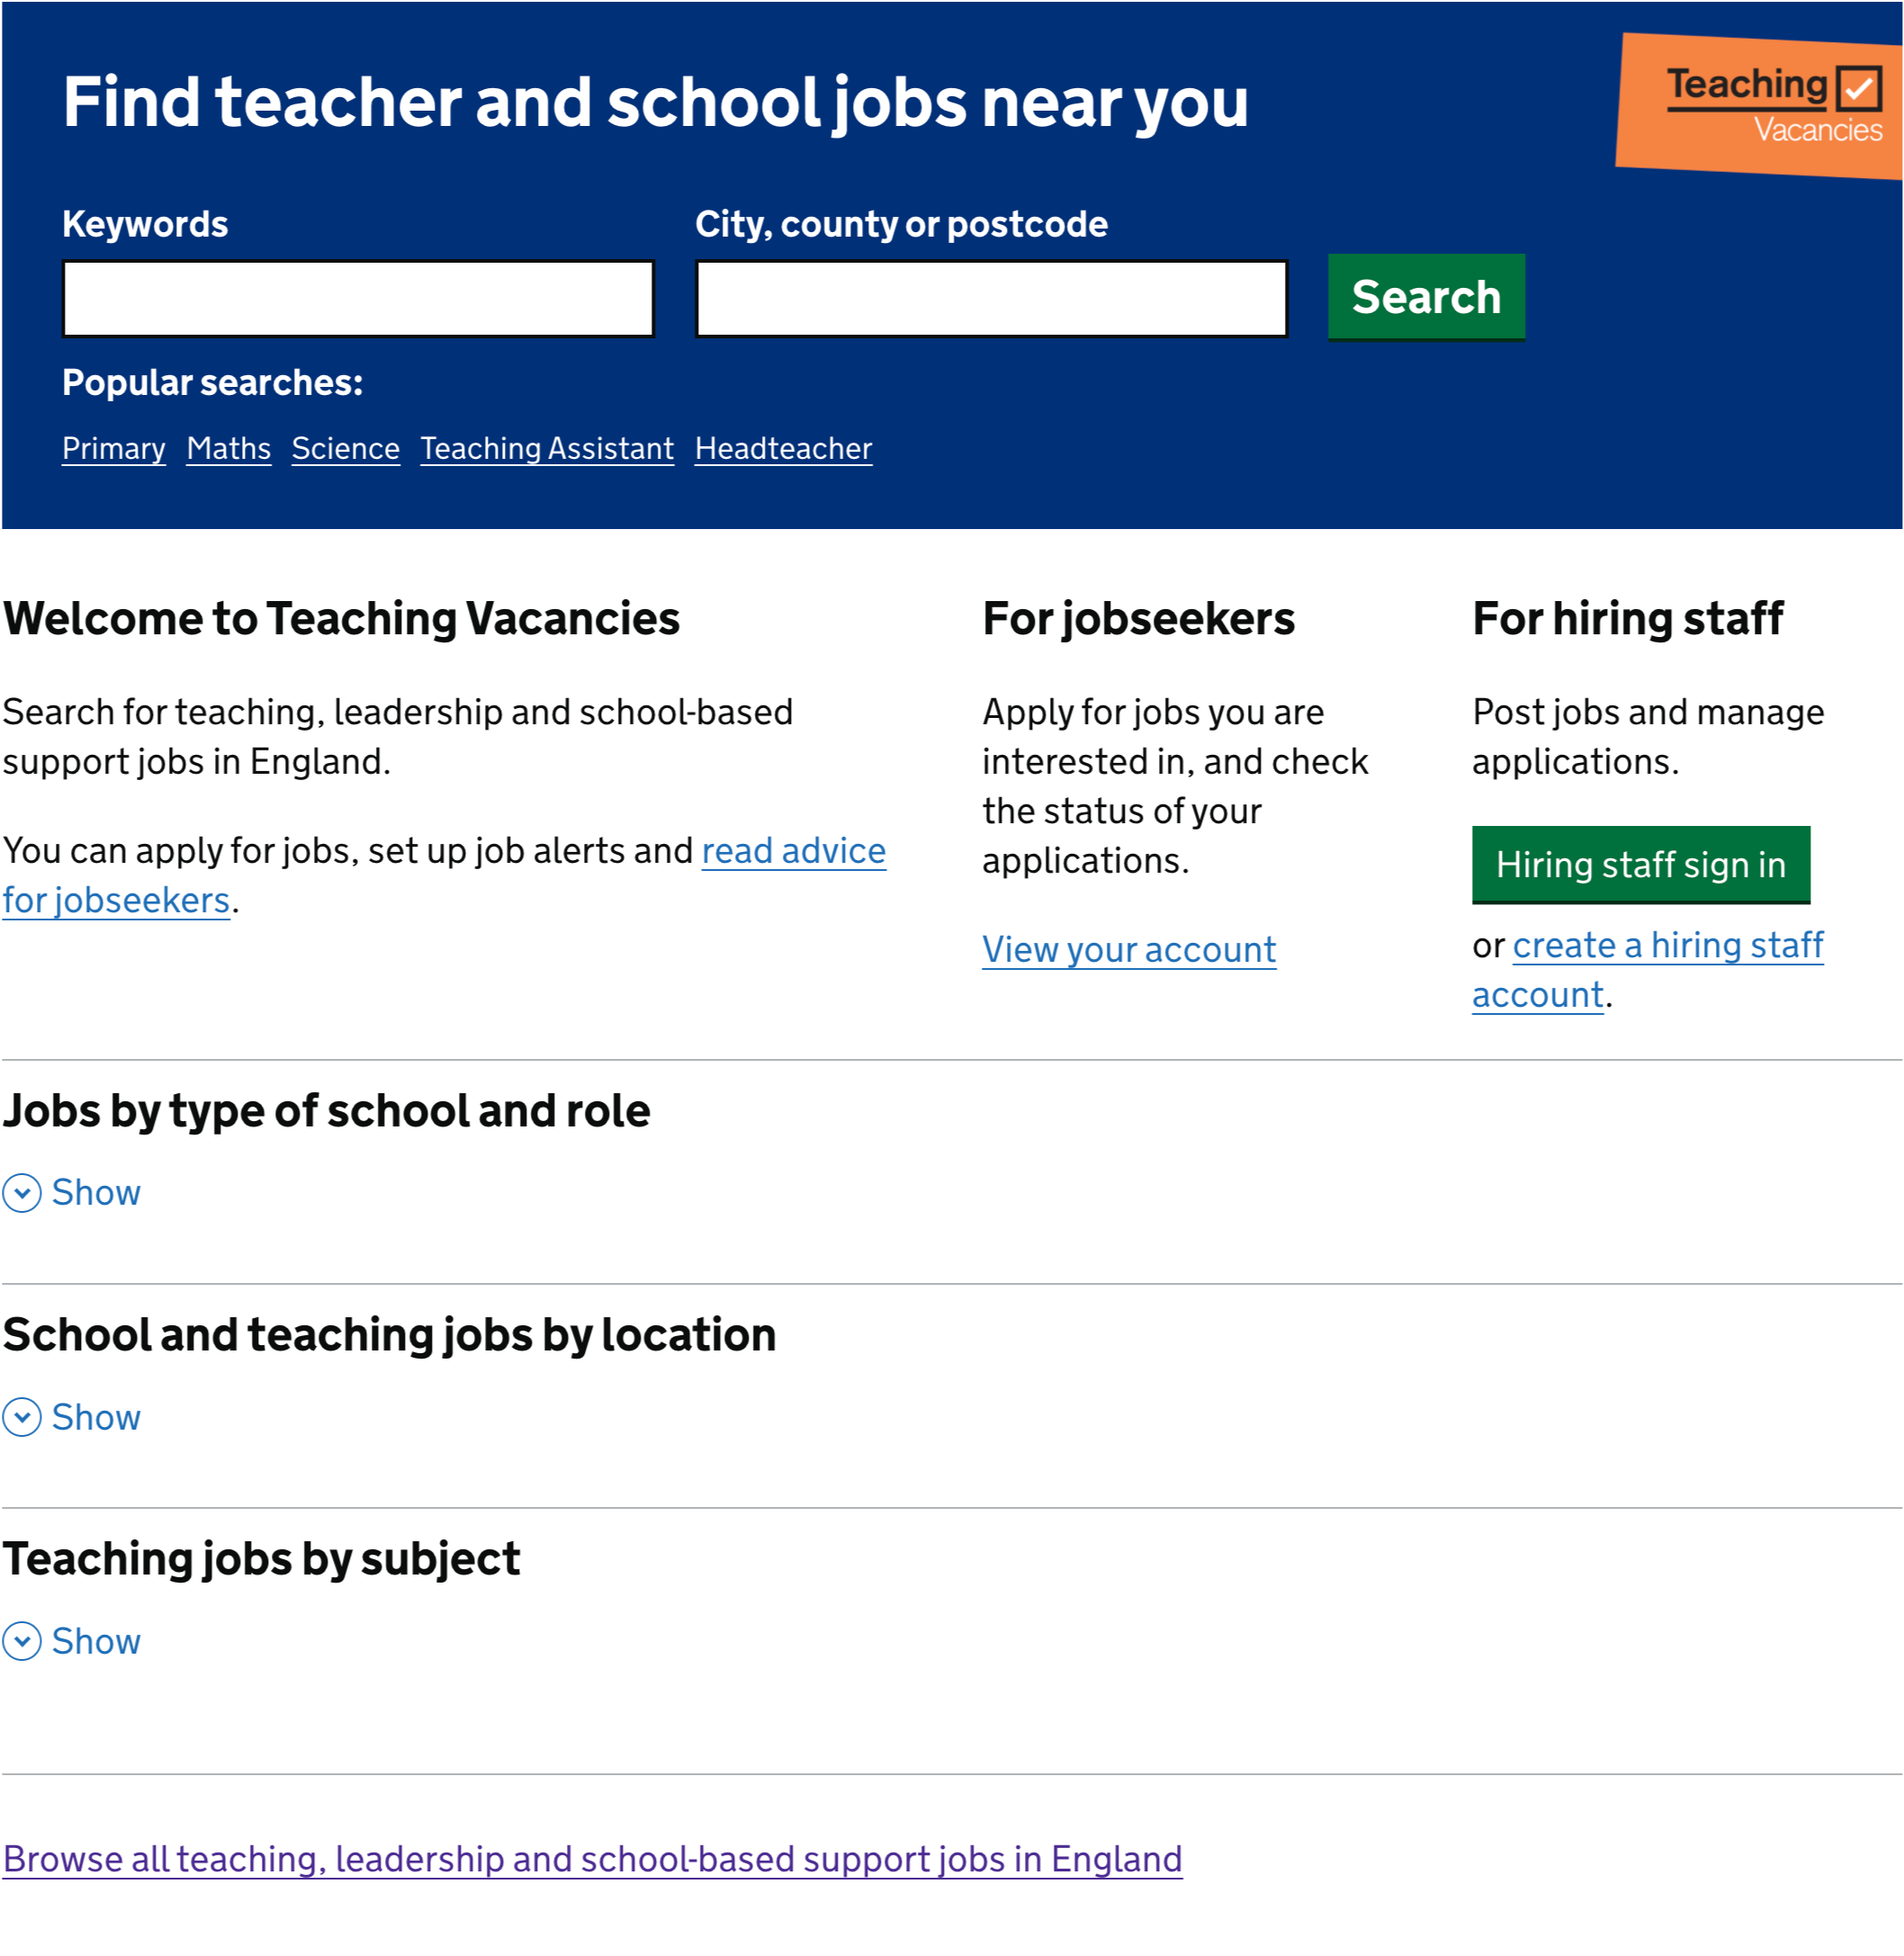 Find teacher and school jobs near you
Teaching
Vacancies
Keywords
City, county or postcode
Search
Popular searches:
Primary Maths Science Teaching Assistant Headteacher
Welcome to Teaching Vacancies
Search for teaching, leadership and school-based
support jobs in England.
You can apply for jobs, set up job alerts and read advice
for jobseekers.
For jobseekers
Apply for jobs you are
interested in, and check
the status of your
applications.
View your account
For hiring staff
Post jobs and manage
applications.
Hiring staff sign in
or create a hiring staff
account.
Jobs by type of school and role
Show
School and teaching jobs by location
Show
Teaching jobs by subject
Show
Browse all teaching, leadership and school-based support jobs in England